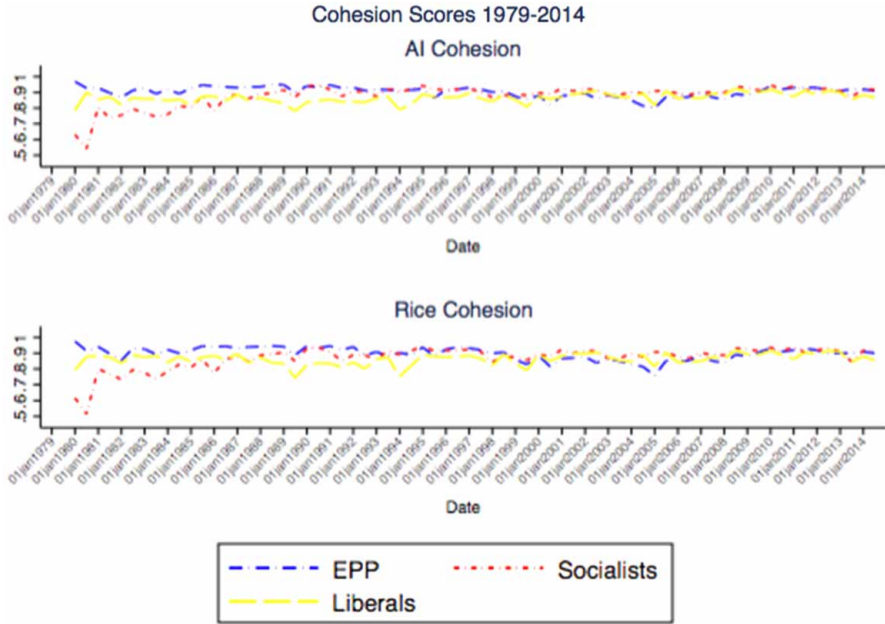 Cohesion Scores 1979-2014
AI Cohesion
.5.6.7.8.9 1
01jan1979
01jan1980
01jan1981
01jan1982
01jan1983
01jan1984
01jan1985
01jan1986
01jan1987
01jan1988
01jan1989
01jan1990
01jan1991
01jan1992
01jan1993
01jan1994
01jan1995
01jan1996
01jan1997
01jan1998
01jan1999
01jan2000
01jan2001
01jan2002
01jan2003
01jan2004
01jan2005
01jan2006
01jan2007
01jan2008
01jan2009
01jan2010
01jan2011
01jan2012
01jan2013
01jan2014
Date
Rice Cohesion
.5.6.7.8.9 1
01jan1979
01jan1980
01jan1981
01jan1982
01jan1983
01jan1984
01jan1985
01jan1986
01jan1987
01jan1988
01jan1989
01jan1990
01jan1991
01jan1992
01jan1993
01jan1994
01jan1995
01jan1996
01jan1997
01jan1998
01jan1999
01jan2000
01jan2001
01jan2002
01jan2003
01jan2004
01jan2005
01jan2006
01jan2007
01jan2008
01jan2009
01jan2010
01jan2011
01jan2012
01jan2013
01jan2014
Date
EPP
Socialists
Liberals